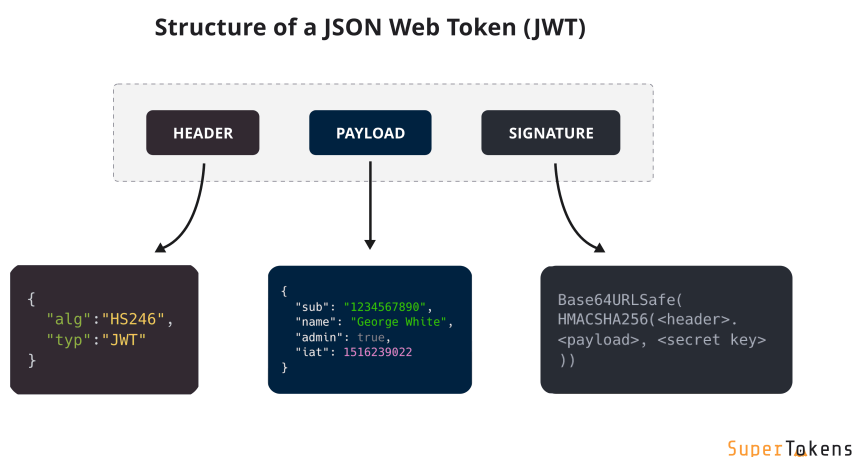 Structure of a JSON Web Token (JWT)
HEADER
PAYLOAD
SIGNATURE
{
"alg":"HS246",
"typ":"JWT"
}
{
"sub": "1234567890",
"name": "George White",
"admin": true,
"iat": 1516239022
}
Base64URLSafe(
HMACSHA256(<header>.
<payload>, <secret key>
))
SuperTokens